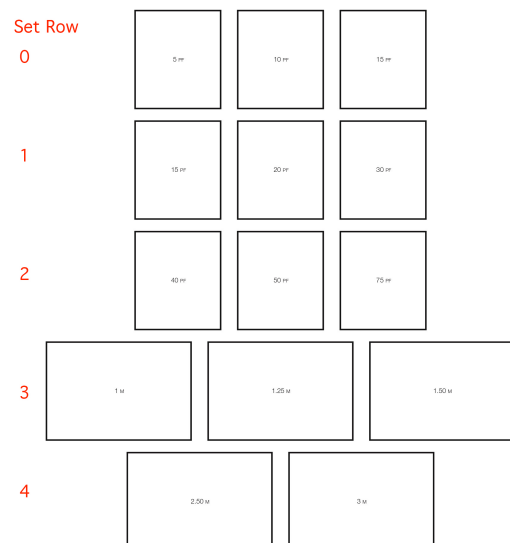 Set Row
0
5 PF 10 PF 15 PF
1
15 PF 20 PF 30 PF
2
40 PF 50 PF 75 PF
3
1 M 1.25 M 1.50 M
4
2.50 M 3 M